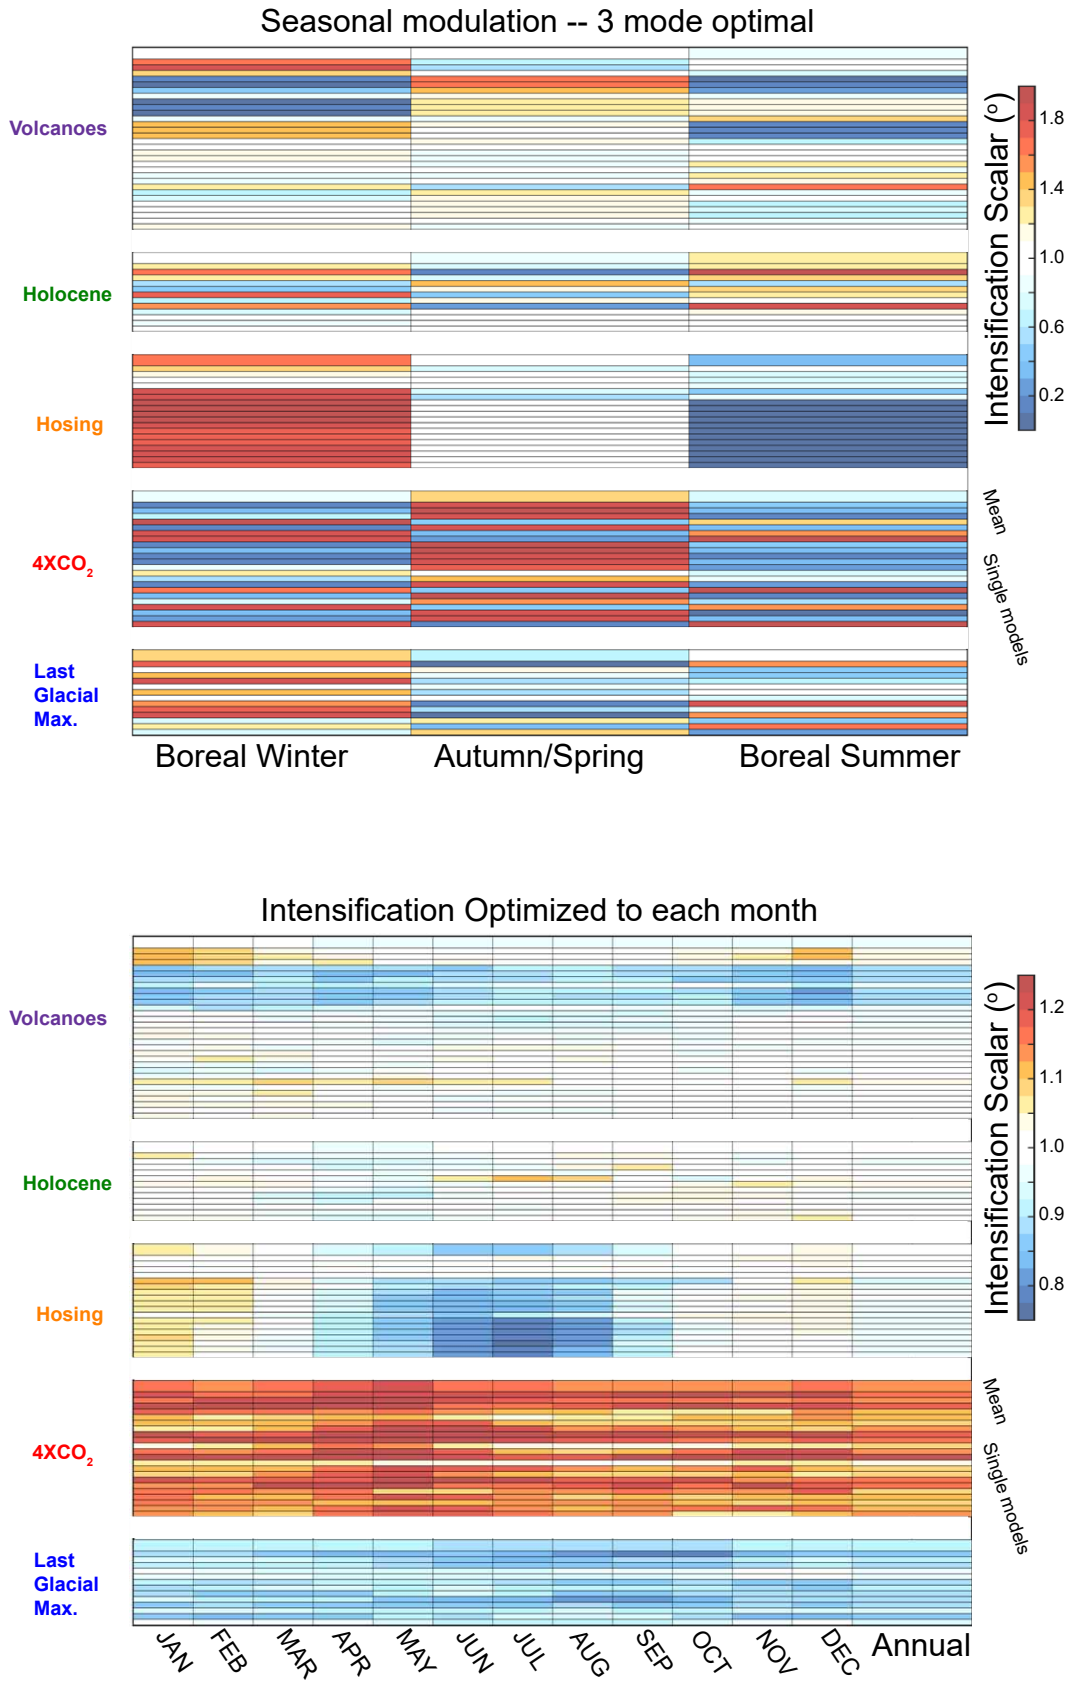 Seasonal modulation -- 3 mode optimal
Volcanoes
Holocene
Hosing
4XCO2
Last
Glacial
Max.
Boreal Winter
Autumn/Spring
Boreal Summer
Intensification Scalar (º)
1.8
1.4
1.0
0.6
0.2
Mean
Single models
Intensification Optimized to each month
Volcanoes
Holocene
Hosing
4XCO2
Last
Glacial
Max.
JAN
FEB
MAR
APR
MAY
JUN
JUL
AUG
SEP
OCT
NOV
DEC
Annual
Intensification Scalar (º)
1.2
1.1
1.0
0.9
0.8
Mean
Single models